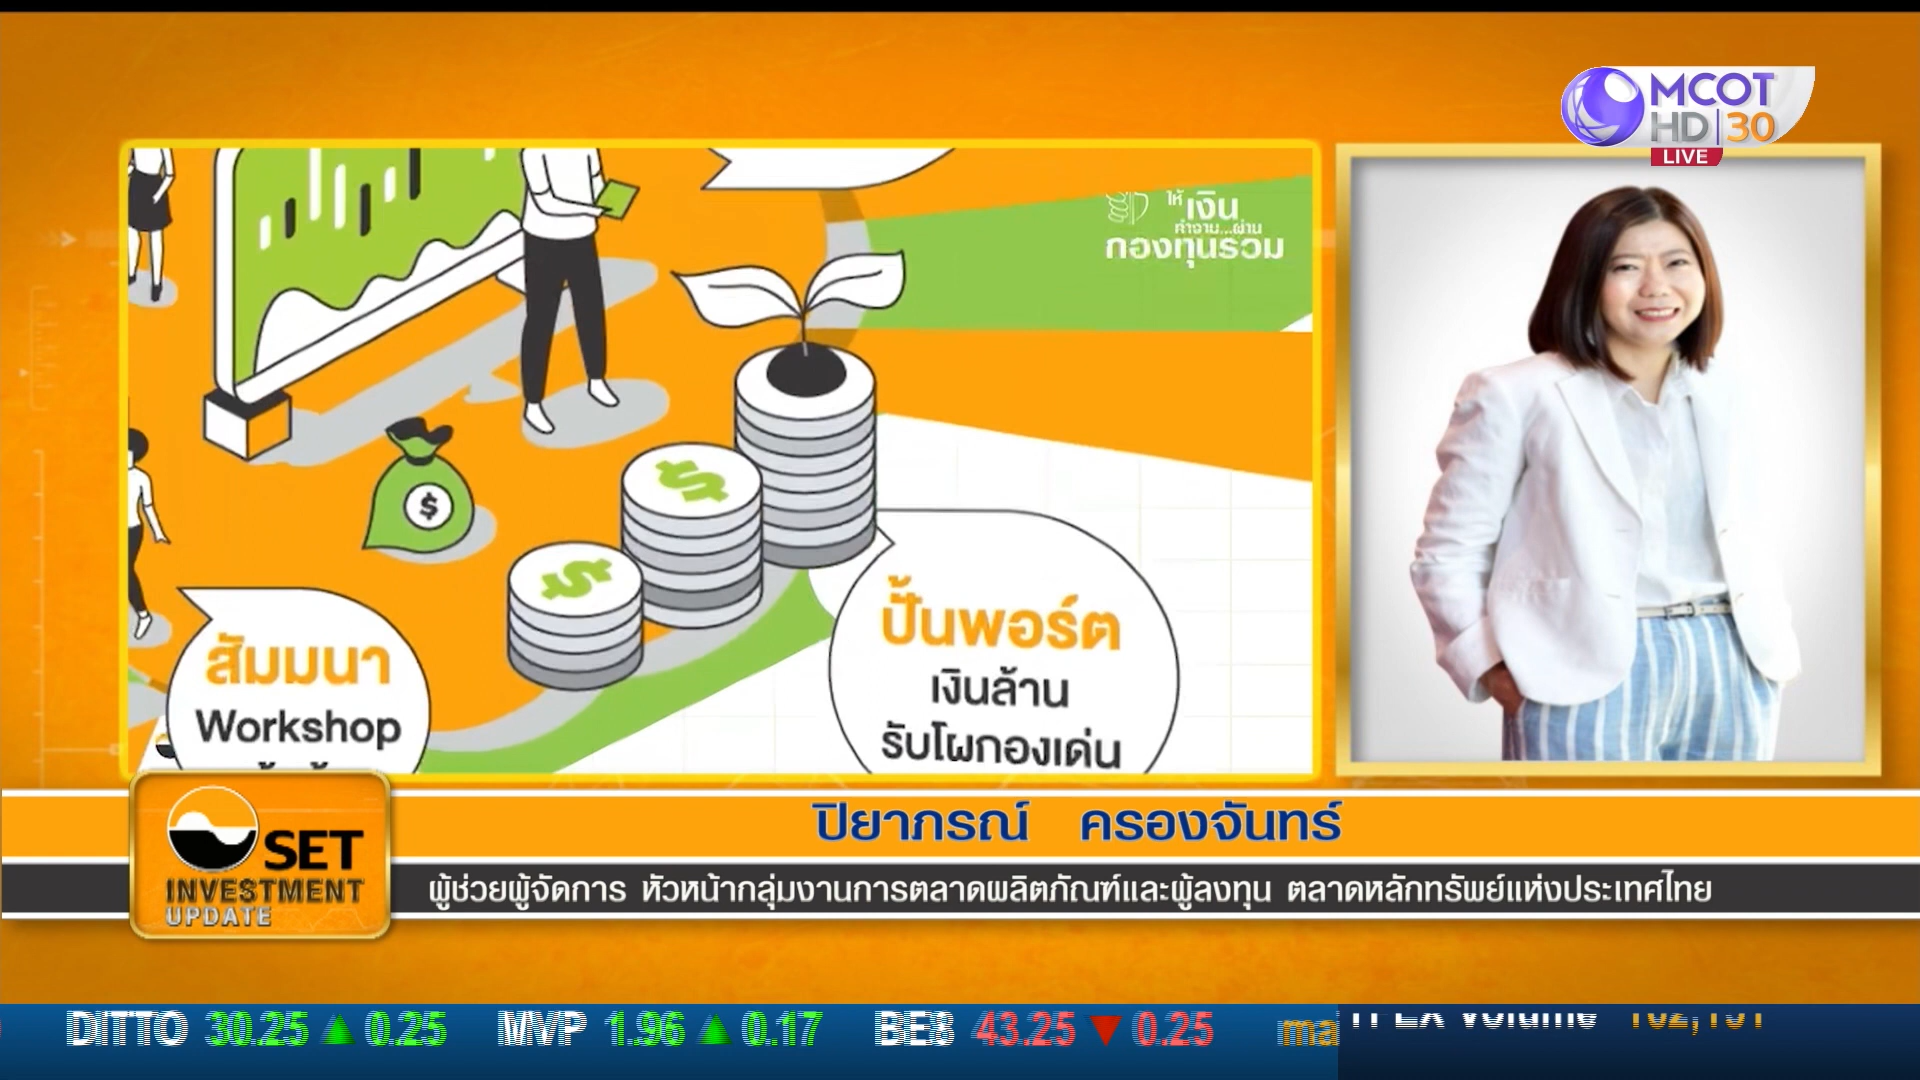 MCOT
HD 30
LIVE
ให้ เงิน
ทำงาน...ผ่าน
กองทุนรวม
$
$
$
สัมมนา
Workshop
ปั้นพอร์ต
เงินล้าน
รับโผกองเด่น
SET
INVESTMENT
UPDATE
ปิยาภรณ์ ครองจันทร์
ผู้ช่วยผู้จัดการ หัวหน้ากลุ่มงานการตลาดผลิตภัณฑ์และผู้ลงทุน ตลาดหลักทรัพย์แห่งประเทศไทย
DITTO 30.25 ▲ 0.25 MVP 1.96 ▲ 0.17 BE8 43.25 ▼ 0.25 mai